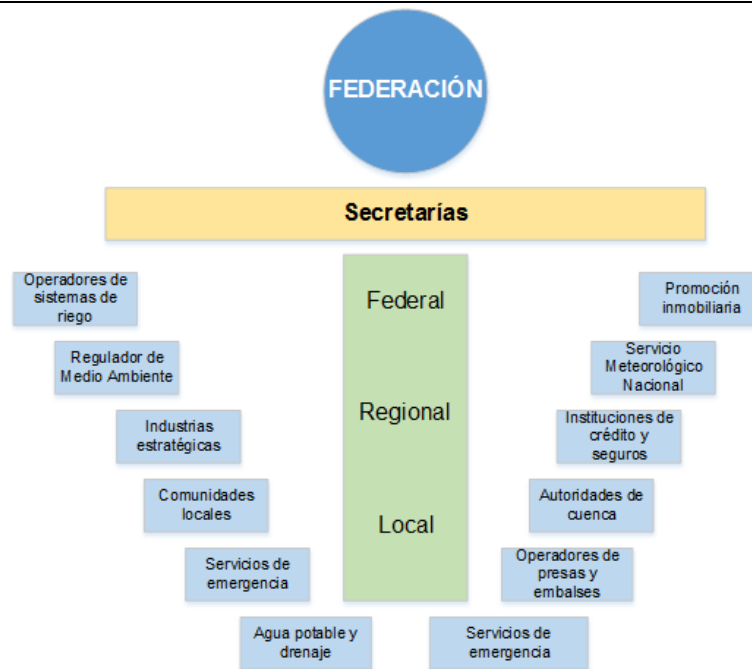 FEDERACIÓN
Secretarías
Operadores de
sistemas de
riego
Regulador de
Medio Ambiente
Industrias
estratégicas
Comunidades
locales
Servicios de
emergencia
Agua potable y
drenaje
Federal
Regional
Local
Promoción
inmobiliaria
Servicio
Meteorológico
Nacional
Instituciones de
crédito y
seguros
Autoridades de
cuenca
Operadores de
presas y
embalses
Servicios de
emergencia